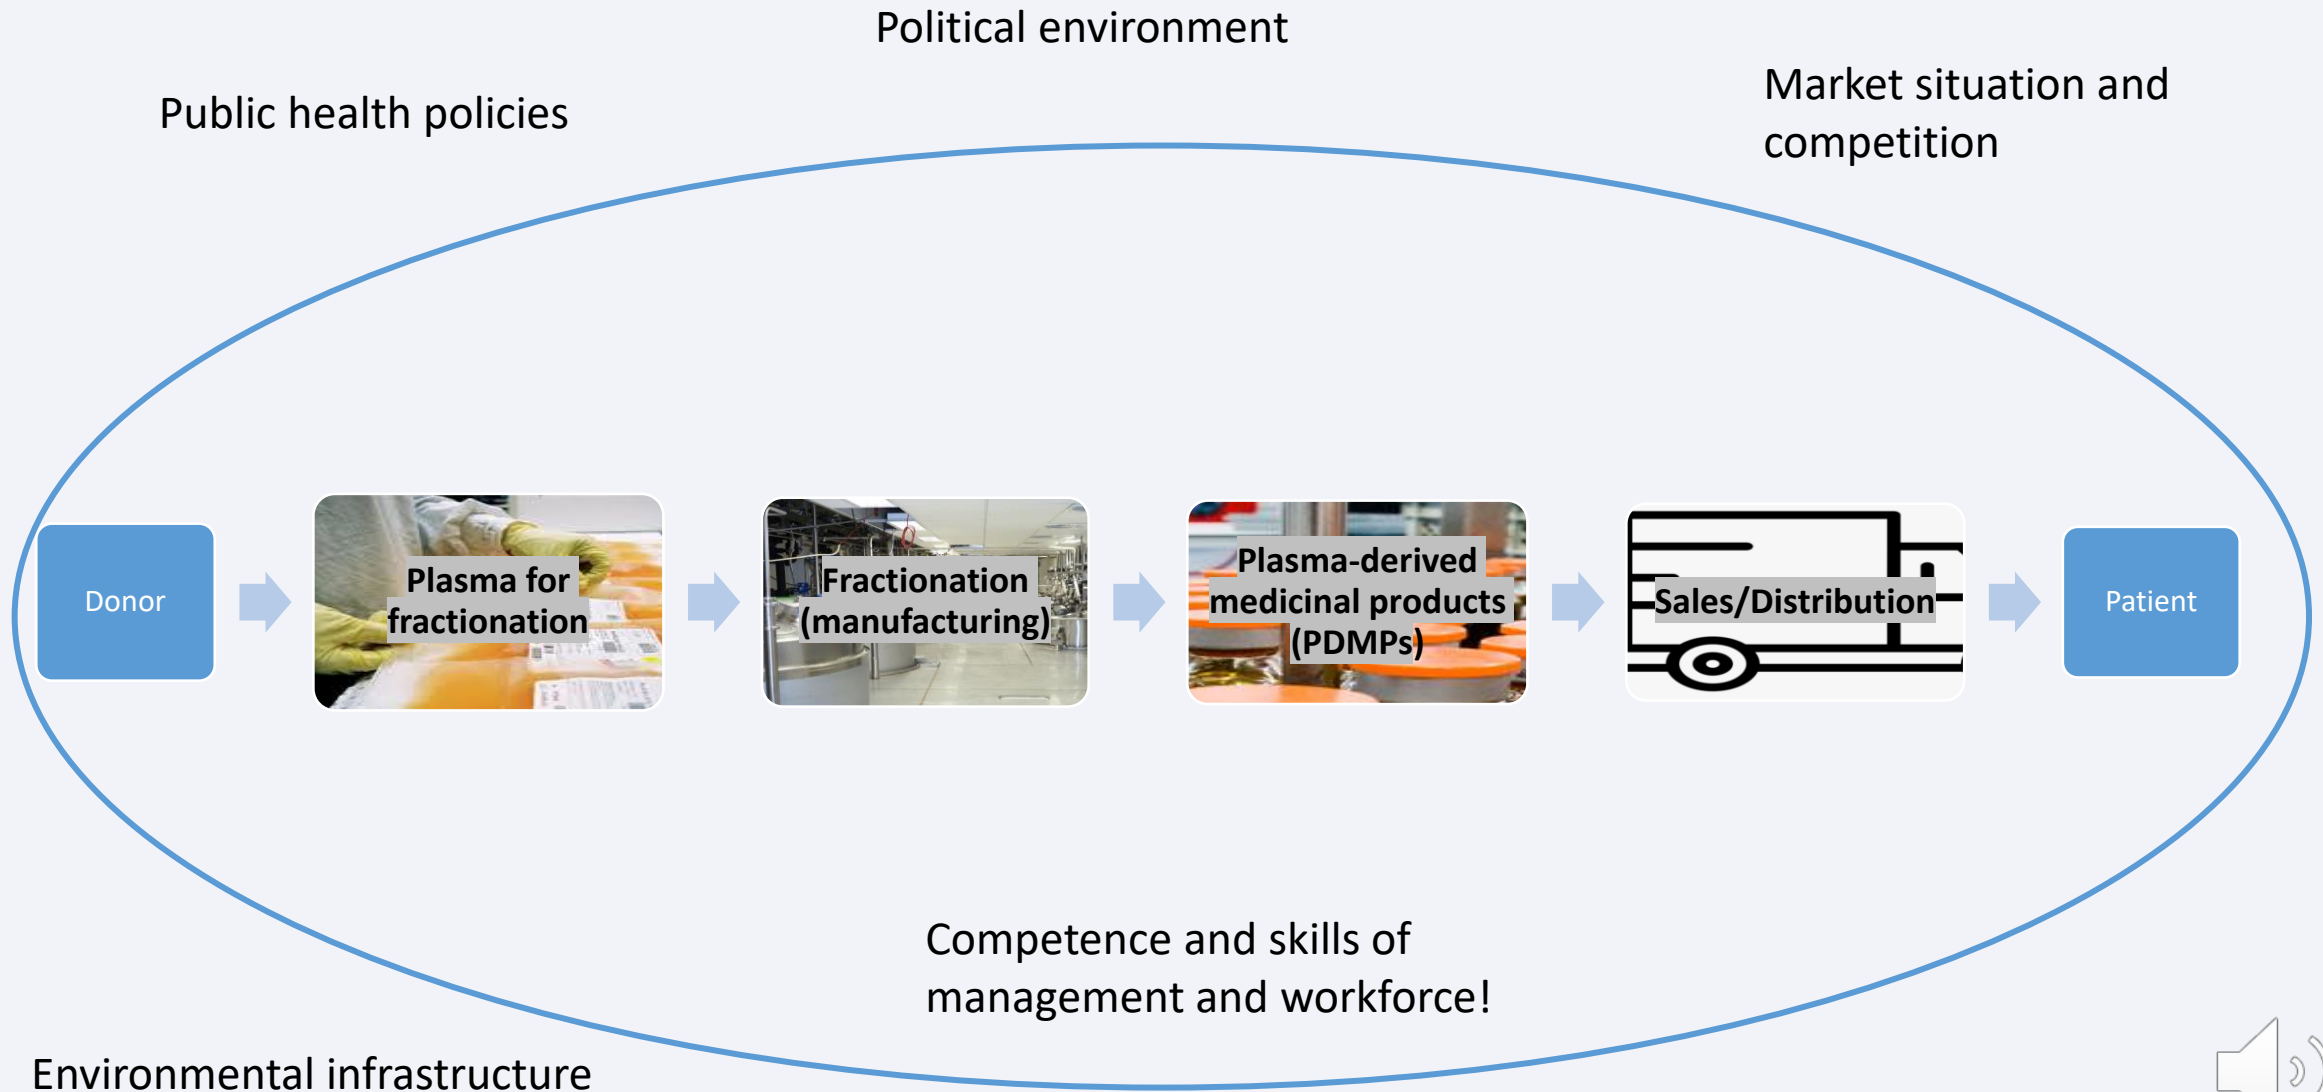 Political environment
Public health policies
Market situation and
competition
Donor
Plasma for
fractionation
Fractionation
(manufacturing)
Plasma-derived
medicinal products
(PDMPs)
Sales/Distribution
Patient
Competence and skills of
management and workforce!
Environmental infrastructure